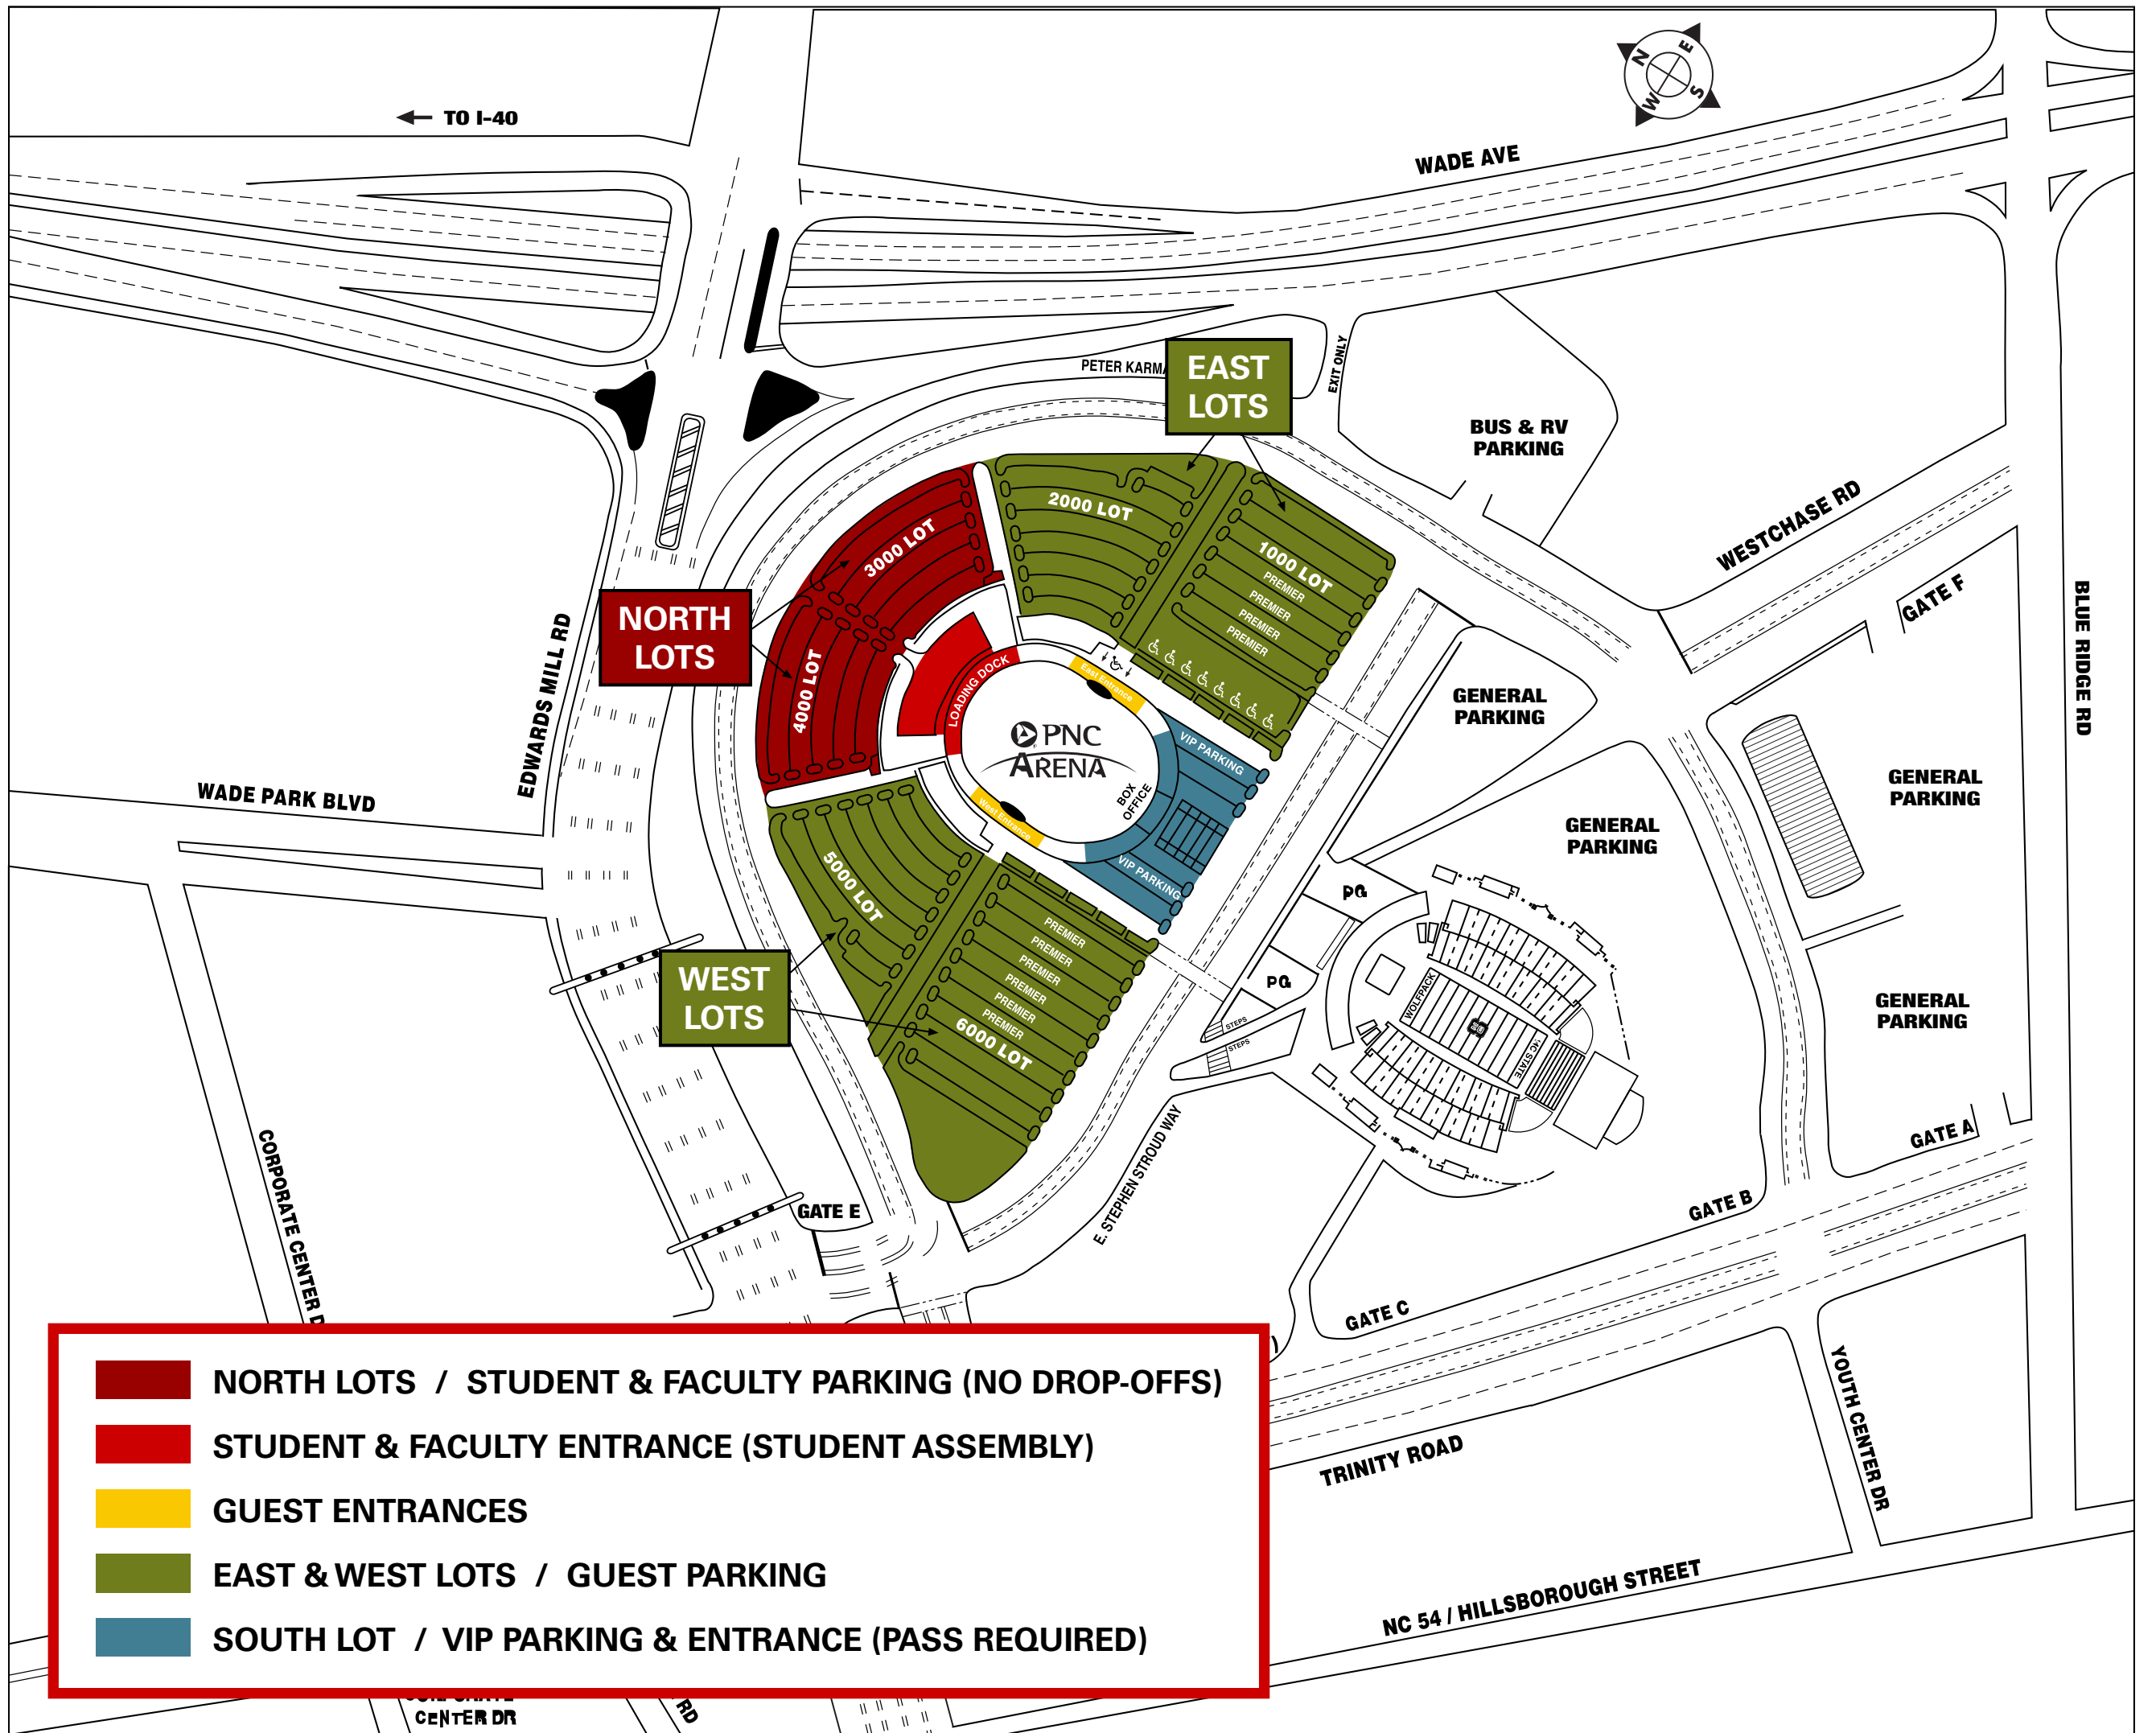 TO I-40
N
E
W
S
WADE AVE
PETER KARMA
EXIT ONLY
EAST
LOTS
BUS & RV
PARKING
WESTCHASE RD
GATE F
BLUE RIDGE RD
2000 LOT
1000 LOT
PREMIER
PREMIER
PREMIER
PREMIER
3000 LOT
4000 LOT
NORTH
LOTS
EDWARDS MILL RD
WADE PARK BLVD
LOADING DOCK
East Entrance
PNC
ARENA
BOX
OFFICE
West Entrance
VIP PARKING
VIP PARKING
GENERAL
PARKING
GENERAL
PARKING
GENERAL
PARKING
GENERAL
PARKING
5000 LOT
WEST
LOTS
PREMIER
PREMIER
PREMIER
PREMIER
PREMIER
PREMIER
6000 LOT
PG
PG
STEPS
STEPS
WOLFPACK
NC STATE
E. STEPHEN STROUD WAY
GATE A
GATE B
GATE C
GATE E
CORPORATE CENTER D
TRINITY ROAD
YOUTH CENTER DR
NC 54 / HILLSBOROUGH STREET
NORTH LOTS / STUDENT & FACULTY PARKING (NO DROP-OFFS)
STUDENT & FACULTY ENTRANCE (STUDENT ASSEMBLY)
GUEST ENTRANCES
EAST & WEST LOTS / GUEST PARKING
SOUTH LOT / VIP PARKING & ENTRANCE (PASS REQUIRED)
CENTER DR
RD